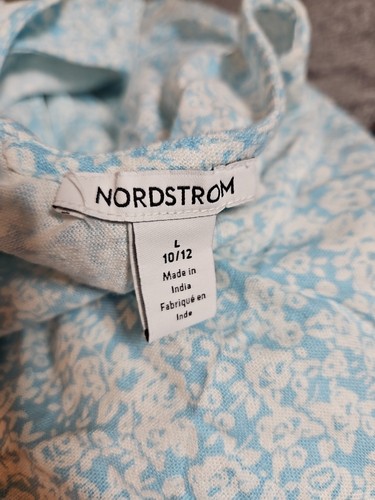 NORDSTROM
L
10/12
Made in
India
Fabriqué en
Inde